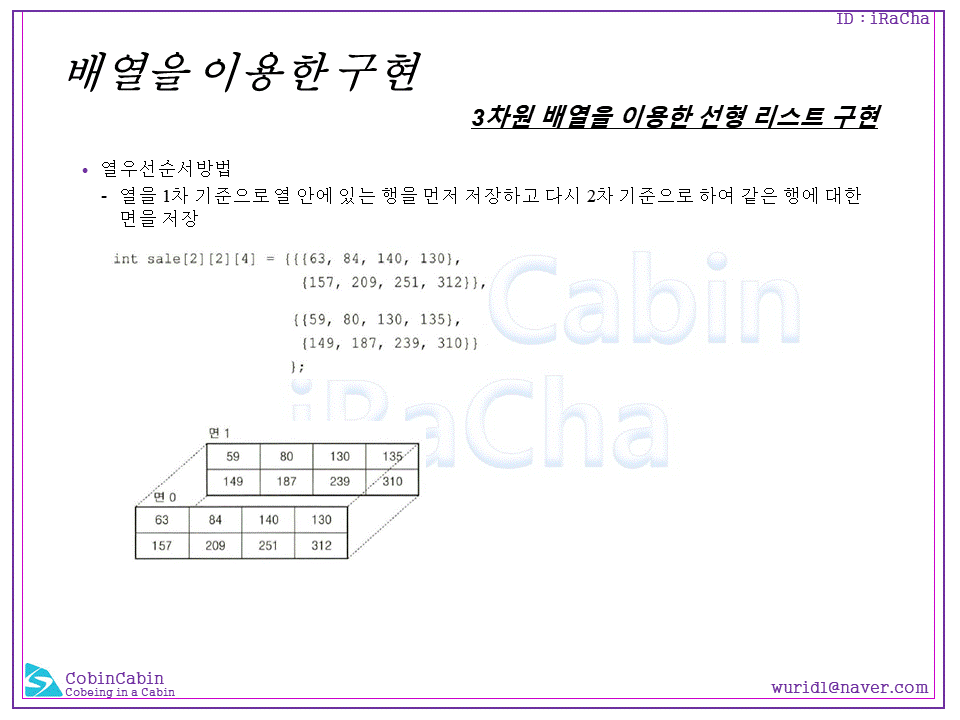 ID : iRaCha
배열을 이용한 구현
3차원 배열을 이용한 선형 리스트 구현
• 열우선순서방법
- 열을 1차 기준으로 열 안에 있는 행을 먼저 저장하고 다시 2차 기준으로 하여 같은 행에 대한
면을 저장
int sale[2][2][4] = {{{63, 84, 140, 130},
{157, 209, 251, 312}},
{{59, 80, 130, 135},
{149, 187, 239, 310}}
};
Cabin
iRaCha
면 1
59 80 130 135
149 187 239 310
면 0
63 84 140 130
157 209 251 312
CobinCabin
Cobeing in a Cabin
wurid1@naver.com